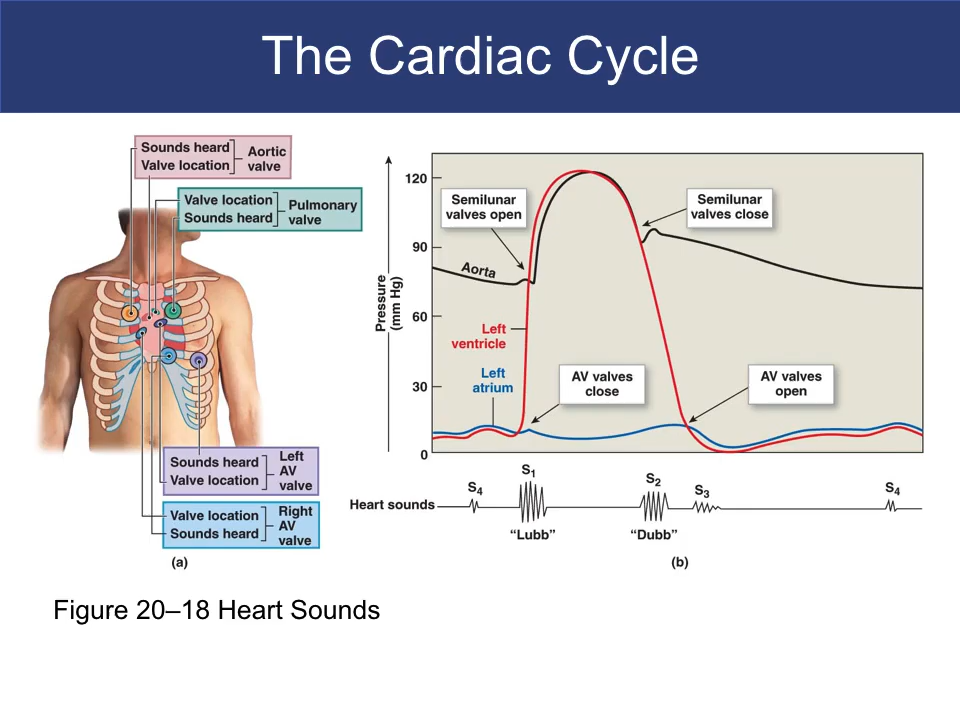 The Cardiac Cycle
Sounds heard
Valve location
Aortic
valve
Valve location
Sounds heard
Pulmonary
valve
Sounds heard
Valve location
Left
AV
valve
Valve location
Sounds heard
Right
AV
valve
(a)
Pressure
(mm Hg)
120
90
60
30
0
Semilunar
valves open
Semilunar
valves close
Aorta
Left
ventricle
Left
atrium
AV valves
close
AV valves
open
Heart sounds
S4
S1
S2
S3
S4
“Lubb”
“Dubb”
(b)
Figure 20–18 Heart Sounds